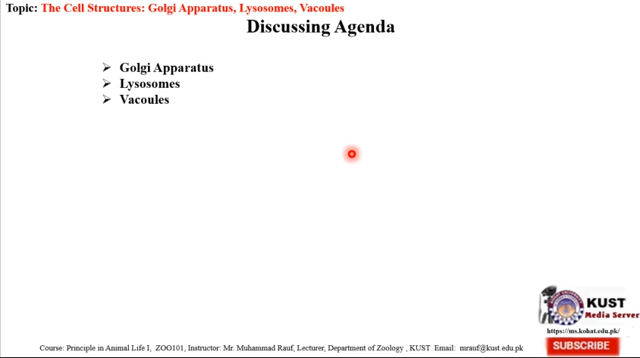 Topic: The Cell Structures: Golgi Apparatus, Lysosomes, Vacoules
Discussing Agenda
➢ Golgi Apparatus
➢ Lysosomes
➢ Vacoules
KUST
Media Server
https://ms.kohat.edu.pk/
SUBSCRIBE
Course: Principle in Animal Life I, ZOO101, Instructor: Mr. Muhammad Rauf, Lecturer, Department of Zoology , KUST Email: mrauf@kust.edu.pk